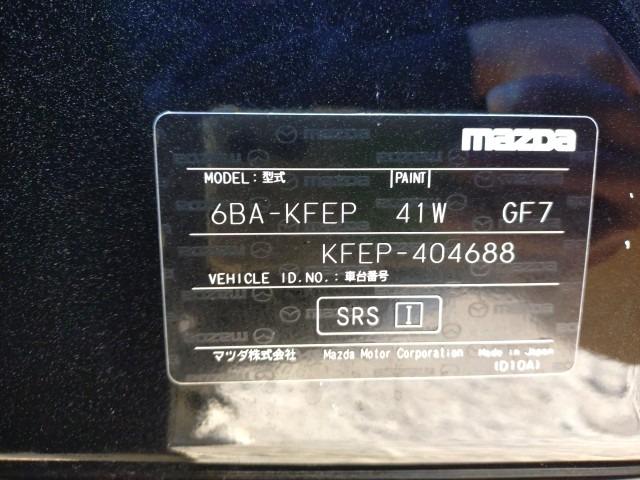 mazda
MODEL: 型式 PAINT
6BA-KFEP 41W GF7
KFEP-404688
VEHICLE ID.NO.: 車台番号
SRS I
マツダ株式会社 Mazda Motor Corporation Made in Japan
(D10A)